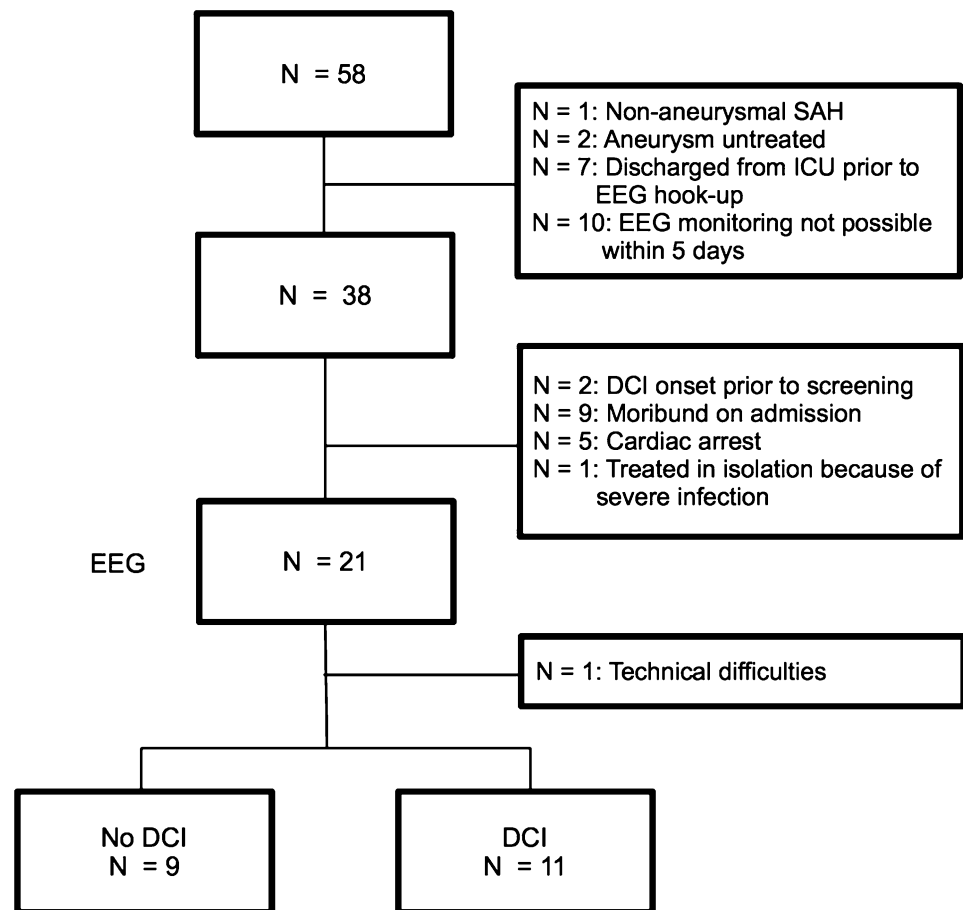 N = 58
N = 1: Non-aneurysmal SAH
N = 2: Aneurysm untreated
N = 7: Discharged from ICU prior to
EEG hook-up
N = 10: EEG monitoring not possible
within 5 days
N = 38
N = 2: DCI onset prior to screening
N = 9: Moribund on admission
N = 5: Cardiac arrest
N = 1: Treated in isolation because of
severe infection
EEG
N = 21
N = 1: Technical difficulties
No DCI
N = 9
DCI
N = 11